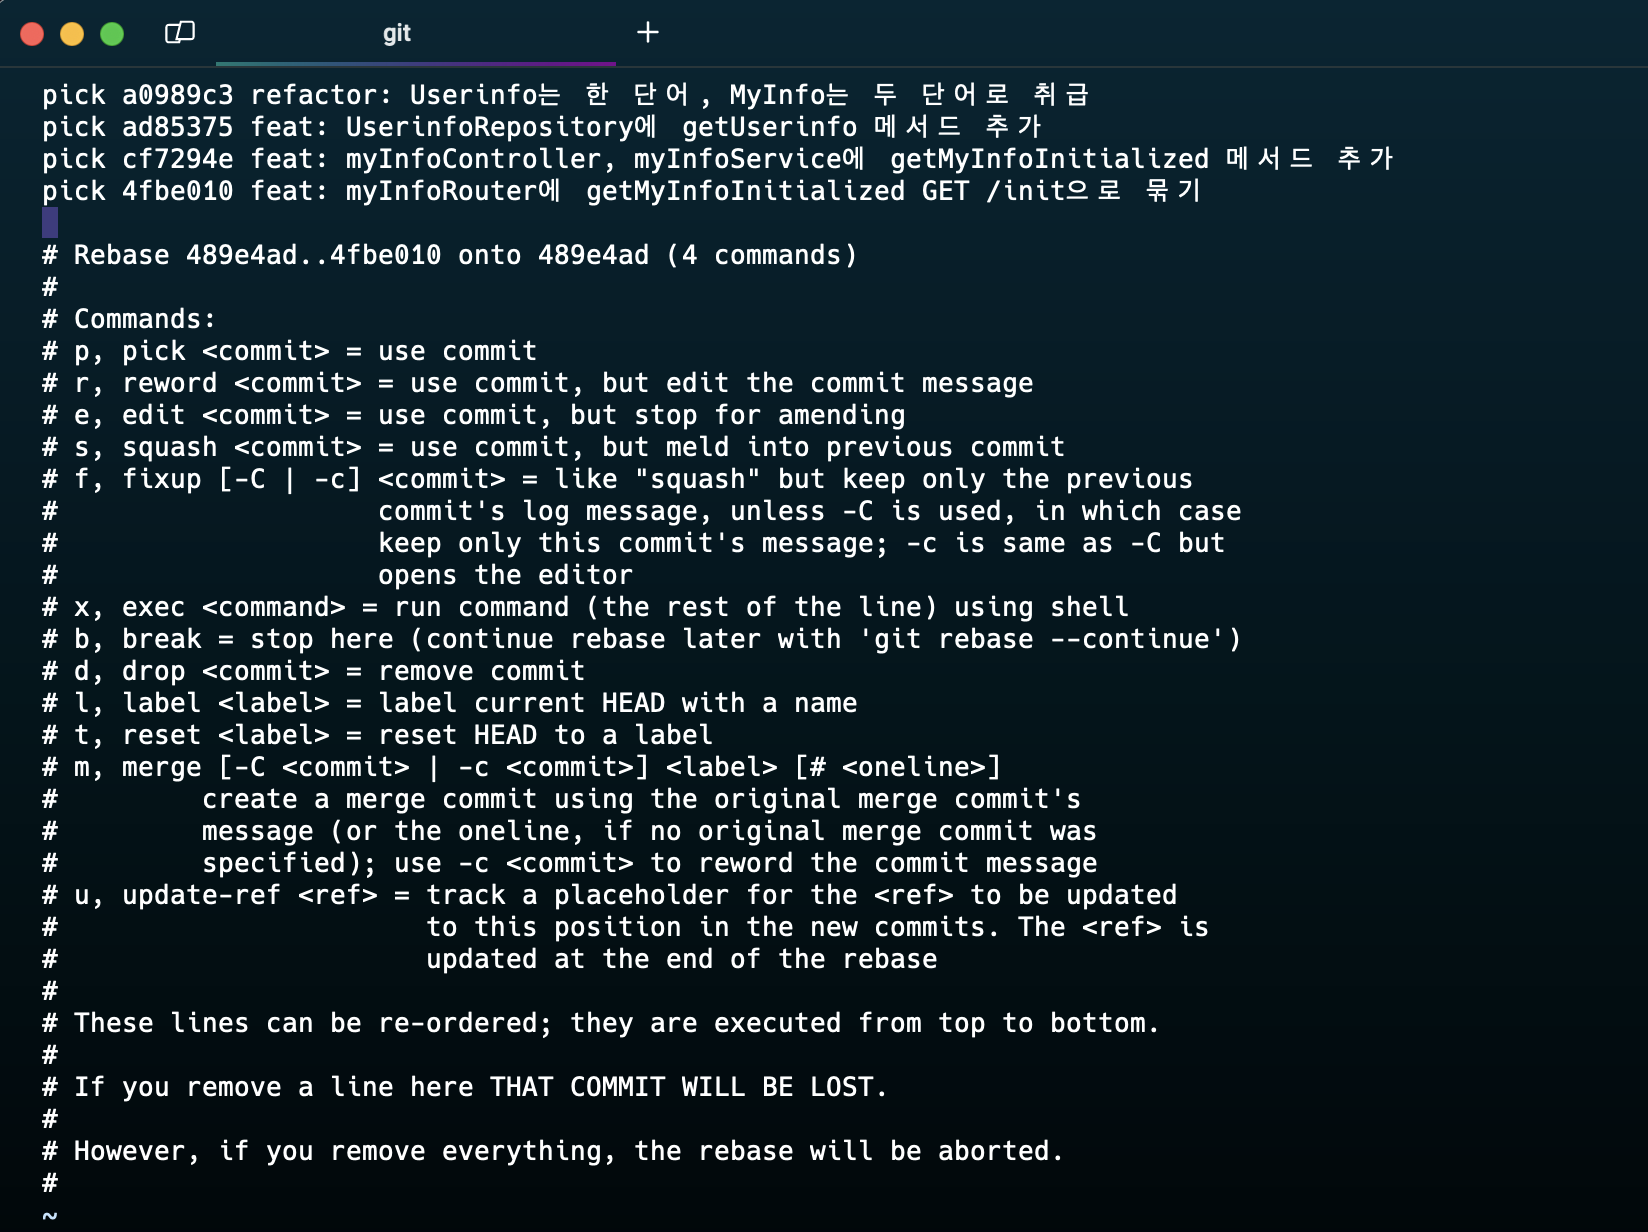 git
pick a0989c3 refactor: Userinfo는 한 단어, MyInfo는 두 단어로 취급
pick ad85375 feat: UserinfoRepository에 getUserinfo 메서드 추가
pick cf7294e feat: myInfoController, myInfoService에 getMyInfoInitialized 메서드 추가
pick 4fbe010 feat: myInfoRouter에 getMyInfoInitialized GET /init으로 묶기
# Rebase 489e4ad..4fbe010 onto 489e4ad (4 commands)
#
# Commands:
# p, pick <commit> = use commit
# r, reword <commit> = use commit, but edit the commit message
# e, edit <commit> = use commit, but stop for amending
# s, squash <commit> = use commit, but meld into previous commit
# f, fixup [-C | -c] <commit> = like "squash" but keep only the previous
#                    commit's log message, unless -C is used, in which case
#                    keep only this commit's message; -c is same as -C but
#                    opens the editor
# x, exec <command> = run command (the rest of the line) using shell
# b, break = stop here (continue rebase later with 'git rebase --continue')
# d, drop <commit> = remove commit
# l, label <label> = label current HEAD with a name
# t, reset <label> = reset HEAD to a label
# m, merge [-C <commit> | -c <commit>] <label> [# <oneline>]
#         create a merge commit using the original merge commit's
#         message (or the oneline, if no original merge commit was
#         specified); use -c <commit> to reword the commit message
# u, update-ref <ref> = track a placeholder for the <ref> to be updated
#                       to this position in the new commits. The <ref> is
#                       updated at the end of the rebase
#
# These lines can be re-ordered; they are executed from top to bottom.
#
# If you remove a line here THAT COMMIT WILL BE LOST.
#
# However, if you remove everything, the rebase will be aborted.
#
~